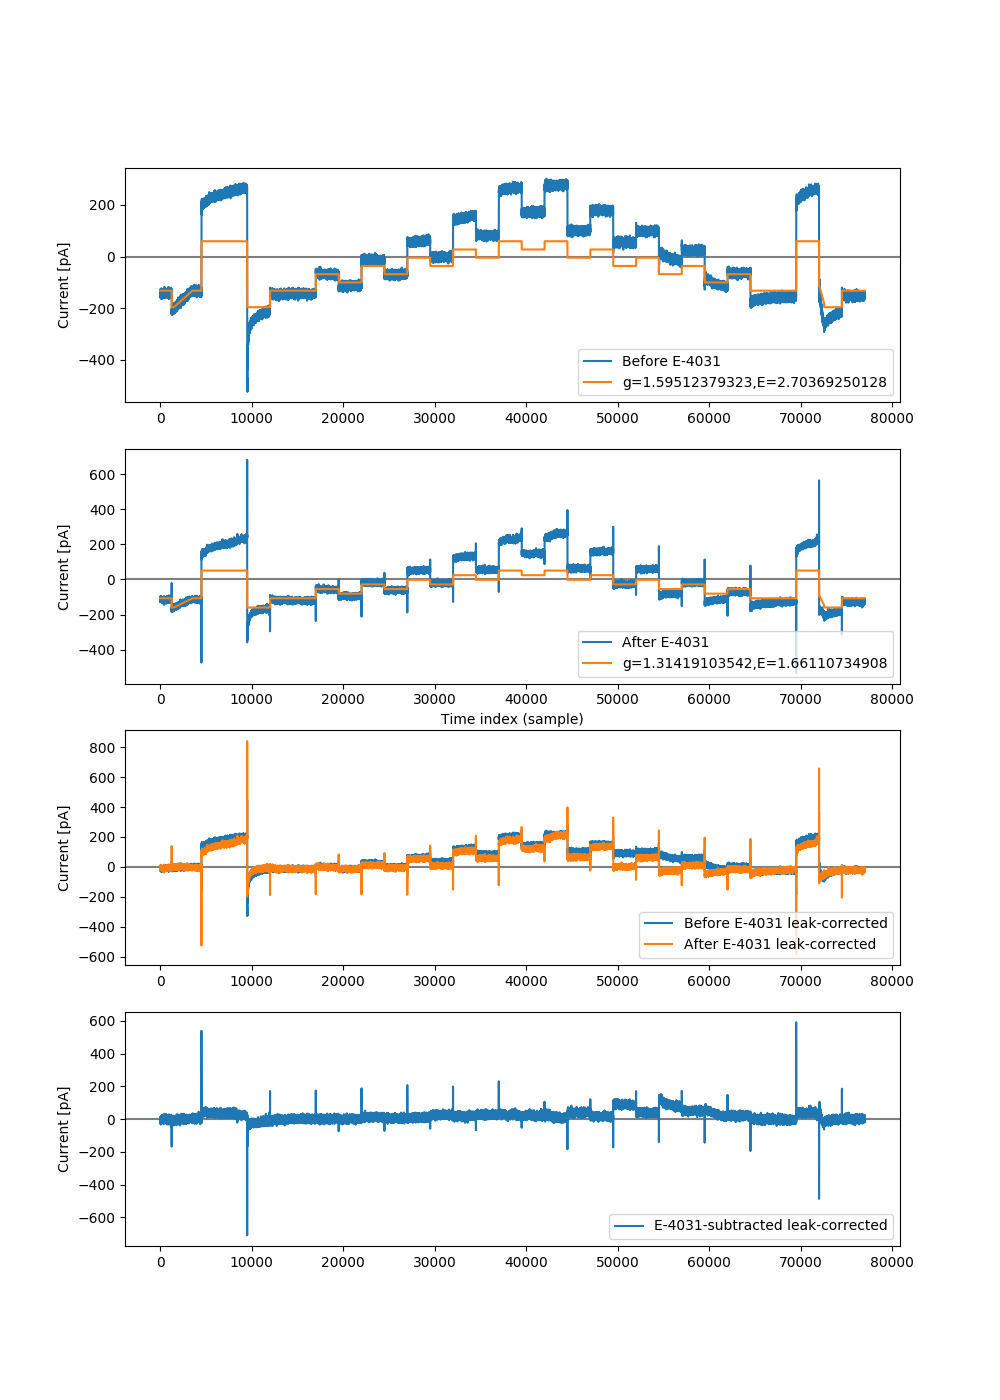 200
0
−200
−400
Current [pA]
Before E-4031
g=1.59512379323,E=2.70369250128
0 10000 20000 30000 40000 50000 60000 70000 80000
600
400
200
0
−200
−400
Current [pA]
After E-4031
g=1.31419103542,E=1.66110734908
0 10000 20000 30000 40000 50000 60000 70000 80000
Time index (sample)
800
600
400
200
0
−200
−400
−600
Current [pA]
Before E-4031 leak-corrected
After E-4031 leak-corrected
0 10000 20000 30000 40000 50000 60000 70000 80000
600
400
200
0
−200
−400
−600
Current [pA]
E-4031-subtracted leak-corrected
0 10000 20000 30000 40000 50000 60000 70000 80000